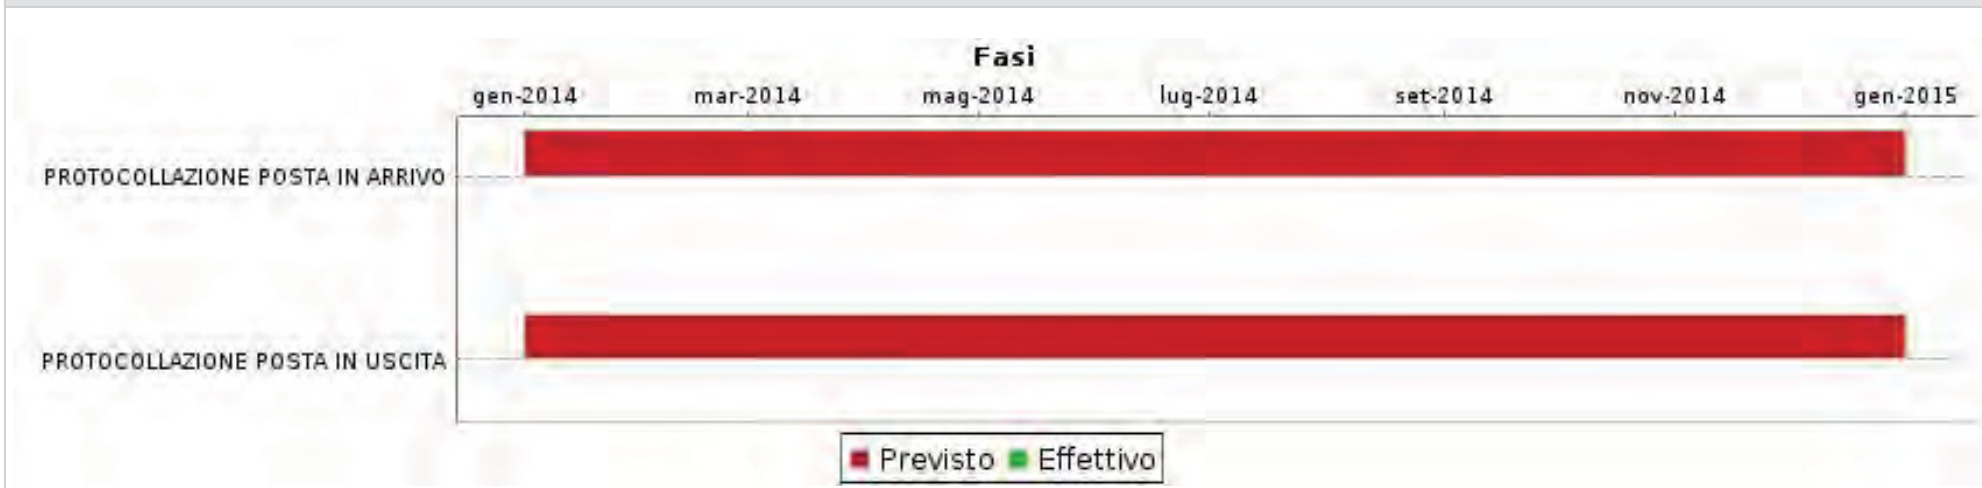 Fasi
gen-2014 mar-2014 mag-2014 lug-2014 set-2014 nov-2014 gen-2015
PROTOCOLLAZIONE POSTA IN ARRIVO
PROTOCOLLAZIONE POSTA IN USCITA
Previsto Effettivo